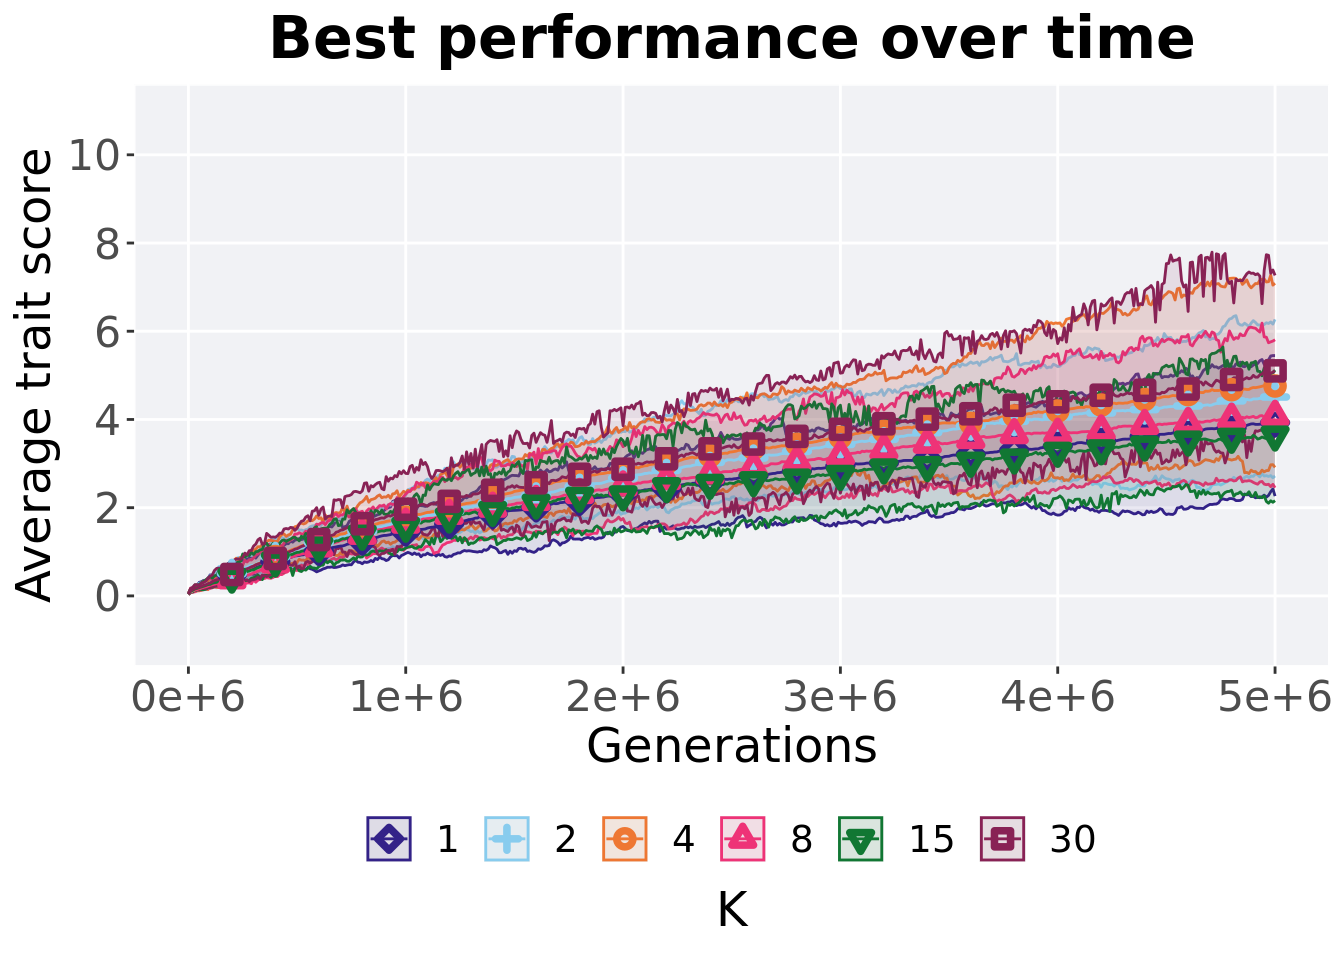 Best performance over time
Average trait score
10
8
6
4
2
0
0e+6 1e+6 2e+6 3e+6 4e+6 5e+6
Generations
1 2 4 8 15 30
K